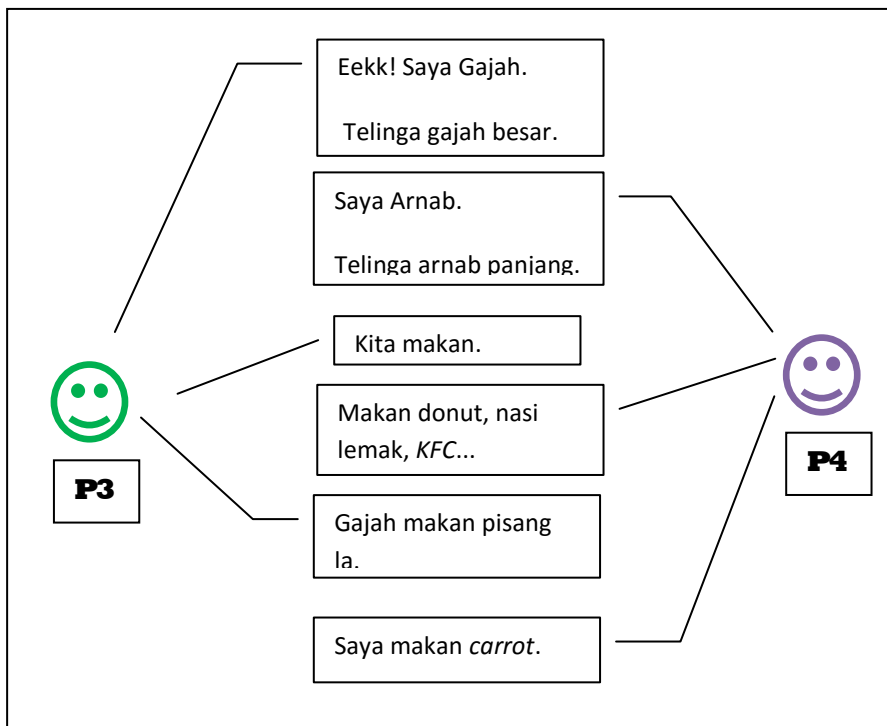 Eekk! Saya Gajah.
Telinga gajah besar.
Saya Arnab.
Telinga arnab panjang.
Kita makan.
Makan donut, nasi
lemak, KFC...
P3
P4
Gajah makan pisang
la.
Saya makan carrot.